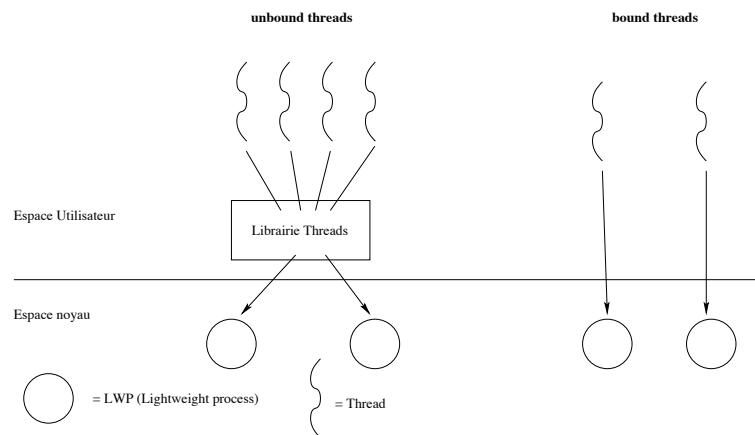 unbound threads
bound threads
Espace Utilisateur
Librairie Threads
Espace noyau
= LWP (Lightweight process)
= Thread